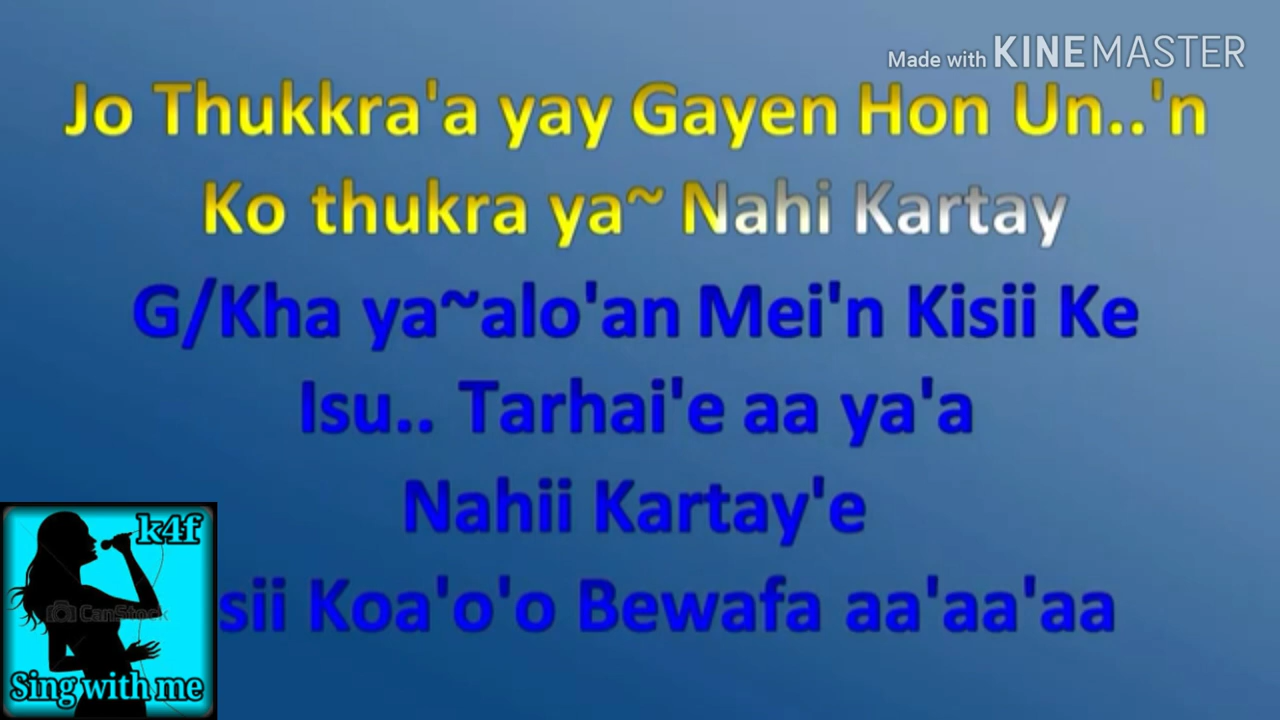 Made with KINEMASTER
Jo Thukkra'a yay Gayen Hon Un..'n
Ko thukra ya~ Nahi Kartay
G/Kha ya~alo'an Mei'n Kisii Ke
Isu.. Tarhai'e aa ya'a
Nahii Kartay'e
sii Koa'o'o Bewafa aa'aa'aa
k4f
CanStock
Sing with me